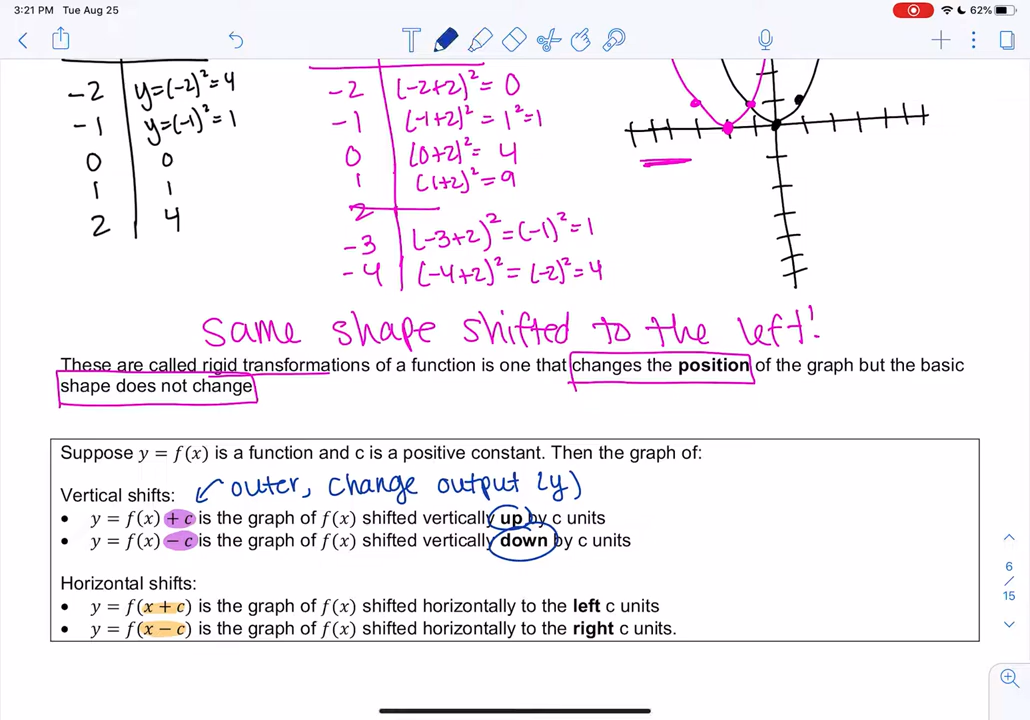 3:21 PM Tue Aug 25
62%
-2 y=(-2)²=4
-1 y=(-1)²=1
0 0
1 1
2 4
-2 (-2+2)²= 0
-1 (-1+2)²= 1²=1
0 (0+2)²= 4
1 (1+2)²=9
2
-3 (-3+2)²=(-1)²=1
-4 (-4+2)²=(-2)²=4
Same shape shifted to the left!
These are called rigid transformations of a function is one that changes the position of the graph but the basic
shape does not change
Suppose y = f(x) is a function and c is a positive constant. Then the graph of:
Vertical shifts: outer, change output (y)
• y = f(x) + c is the graph of f(x) shifted vertically up by c units
• y = f(x) − c is the graph of f(x) shifted vertically down by c units
Horizontal shifts:
• y = f(x + c) is the graph of f(x) shifted horizontally to the left c units
• y = f(x − c) is the graph of f(x) shifted horizontally to the right c units.
6
/
15